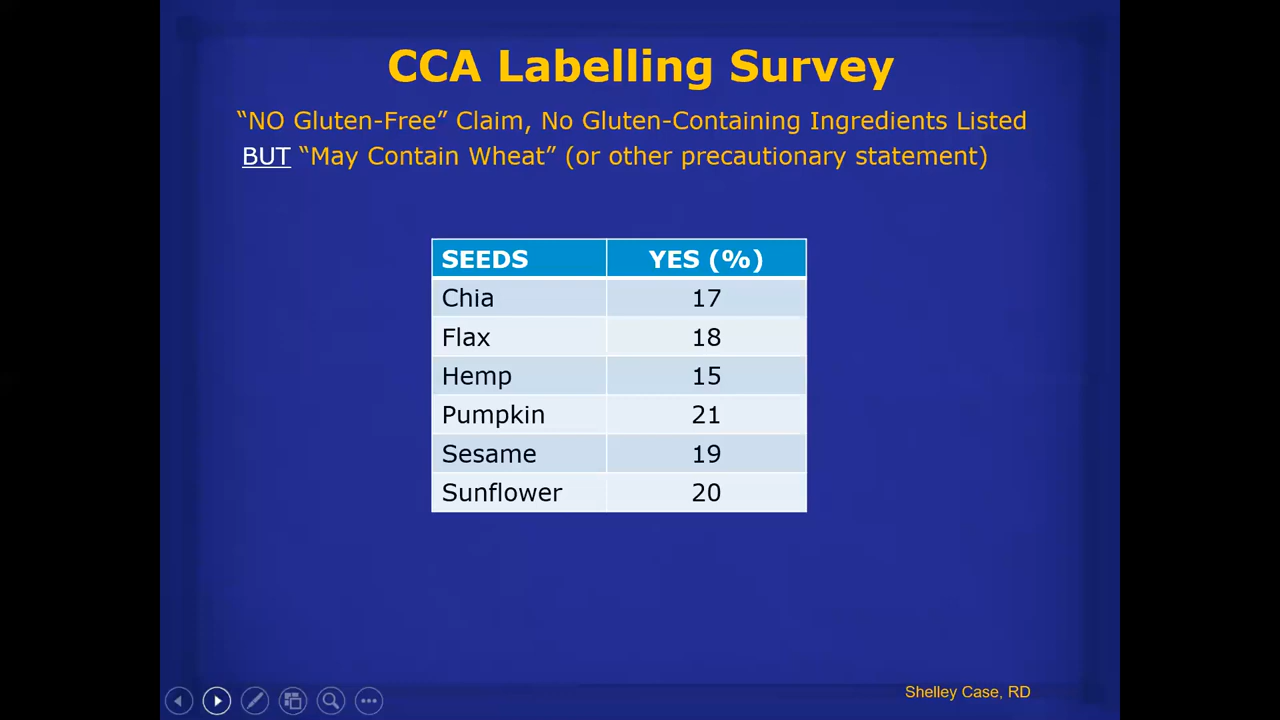 CCA Labelling Survey
“NO Gluten-Free” Claim, No Gluten-Containing Ingredients Listed
BUT “May Contain Wheat” (or other precautionary statement)
SEEDS YES (%)
Chia 17
Flax 18
Hemp 15
Pumpkin 21
Sesame 19
Sunflower 20
Shelley Case, RD